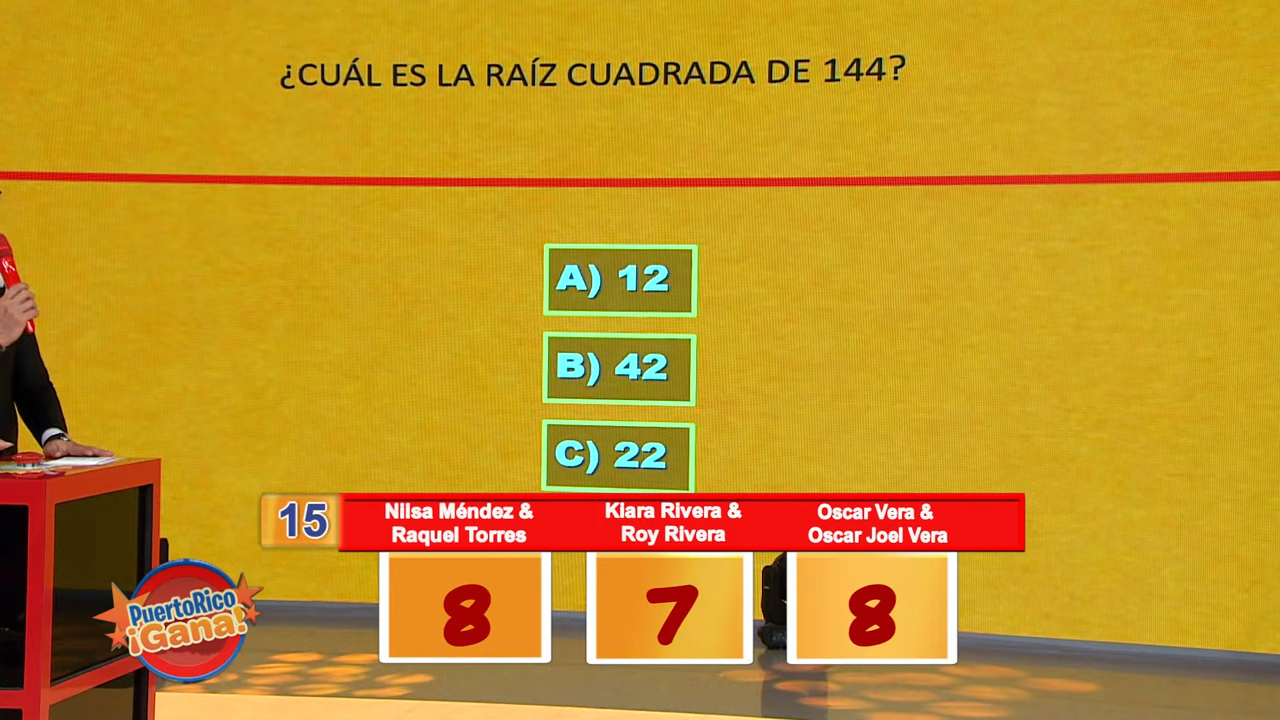 ¿CUÁL ES LA RAÍZ CUADRADA DE 144?
A) 12
B) 42
C) 22
15
Nilsa Méndez &
Raquel Torres
Kiara Rivera &
Roy Rivera
Oscar Vera &
Oscar Joel Vera
8
7
8
PuertoRico
¡Gana!